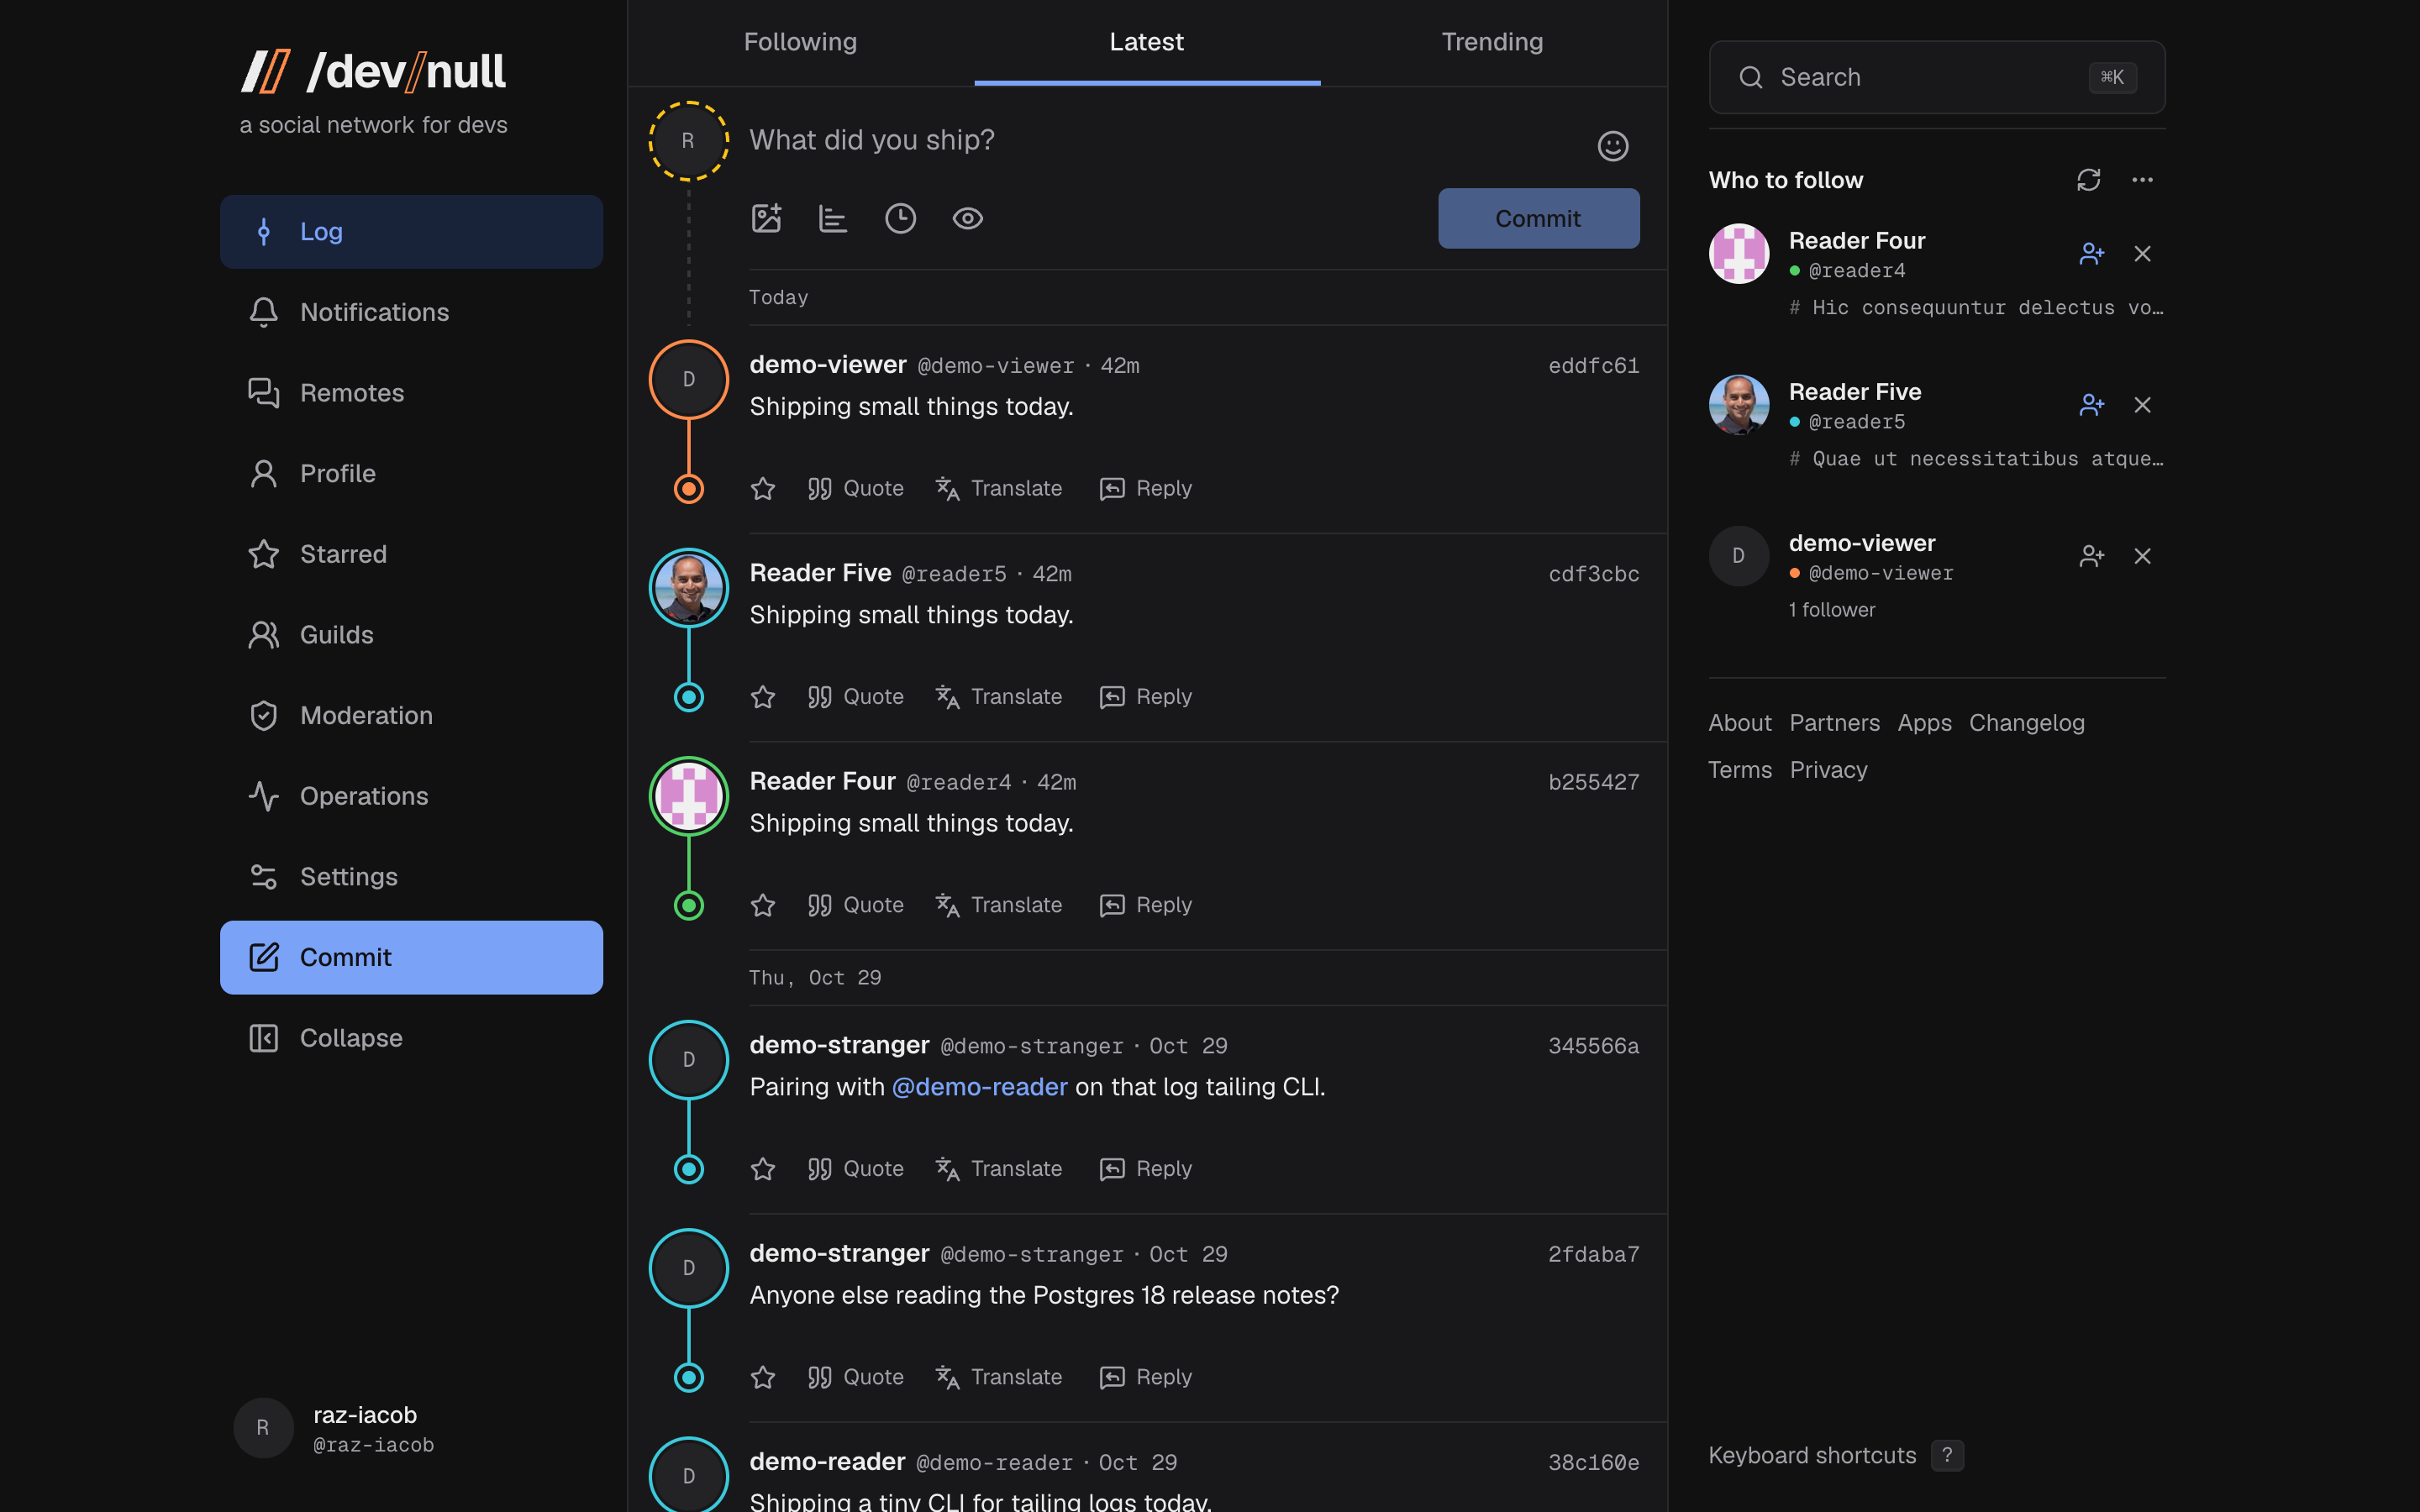 /dev/null
a social network for devs
Log
Notifications
Remotes
Profile
Starred
Guilds
Moderation
Operations
Settings
Commit
Collapse
R
raz-iacob
@raz-iacob
Following
Latest
Trending
R
What did you ship?
Commit
Today
D
demo-viewer @demo-viewer · 42m
eddfc61
Shipping small things today.
Quote
Translate
Reply
Reader Five @reader5 · 42m
cdf3cbc
Shipping small things today.
Quote
Translate
Reply
Reader Four @reader4 · 42m
b255427
Shipping small things today.
Quote
Translate
Reply
Thu, Oct 29
D
demo-stranger @demo-stranger · Oct 29
345566a
Pairing with @demo-reader on that log tailing CLI.
Quote
Translate
Reply
D
demo-stranger @demo-stranger · Oct 29
2fdaba7
Anyone else reading the Postgres 18 release notes?
Quote
Translate
Reply
D
demo-reader @demo-reader · Oct 29
38c160e
Shipping a tiny CLI for tailing logs today.
Search
⌘K
Who to follow
Reader Four
@reader4
# Hic consequuntur delectus vo…
Reader Five
@reader5
# Quae ut necessitatibus atque…
D
demo-viewer
@demo-viewer
1 follower
About Partners Apps Changelog
Terms Privacy
Keyboard shortcuts ?